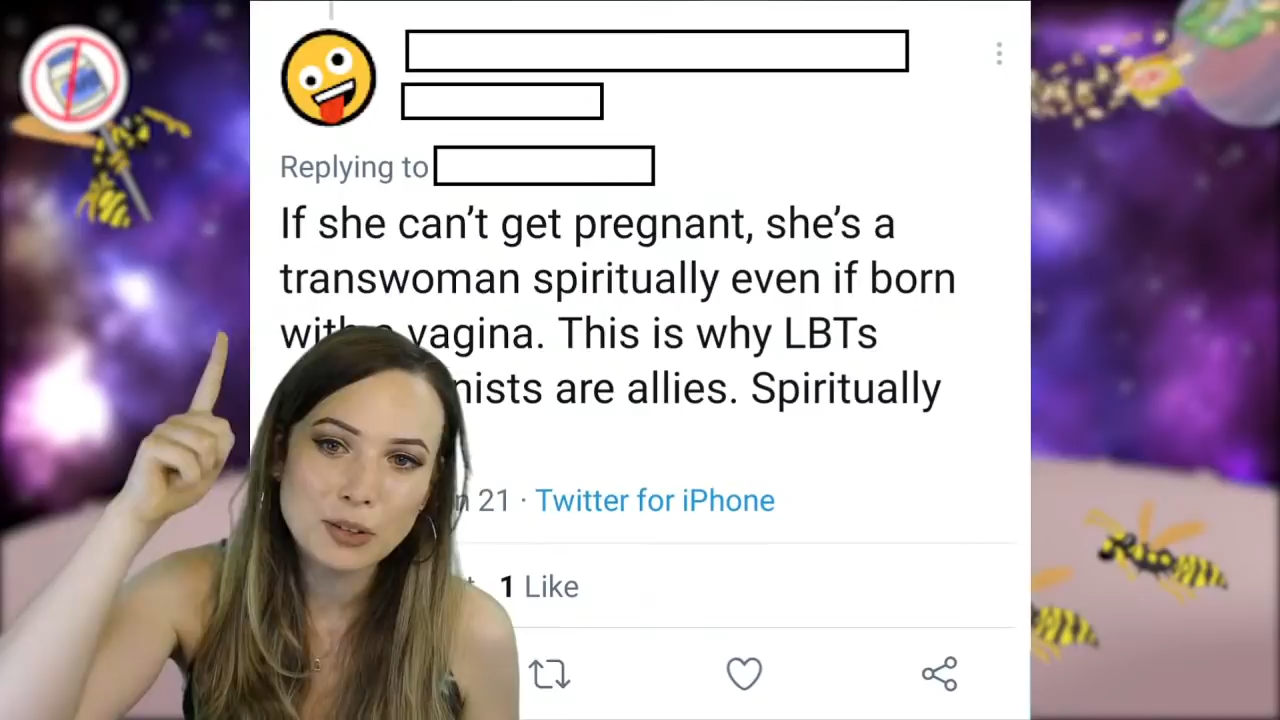 Replying to
If she can’t get pregnant, she’s a
transwoman spiritually even if born
with a vagina. This is why LBTs
are allies. Spiritually
21 · Twitter for iPhone
1 Like